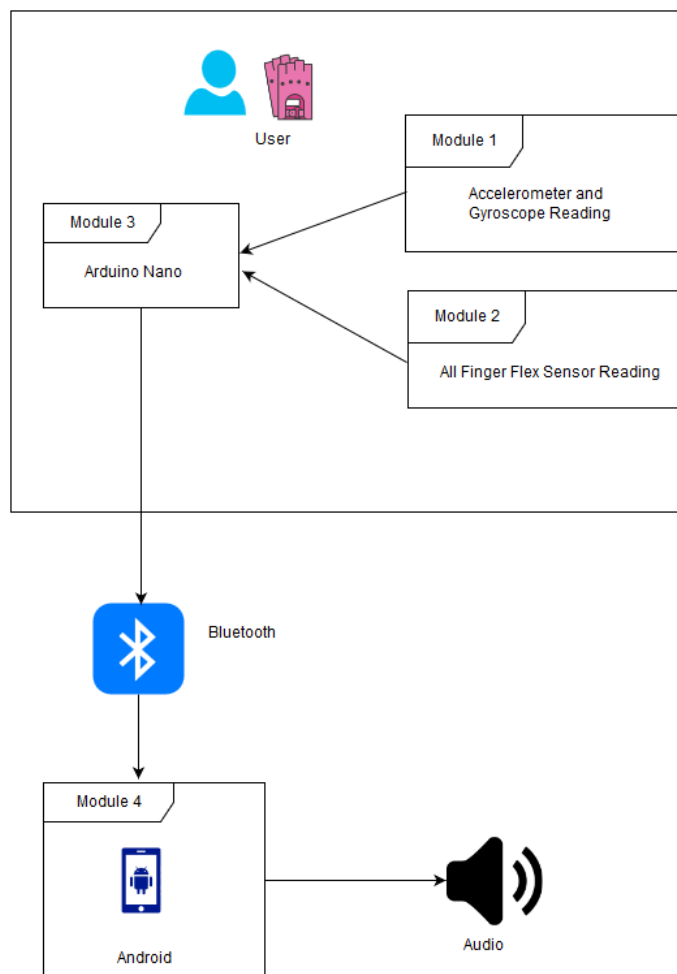 User
Module 1
Accelerometer and
Gyroscope Reading
Module 3
Arduino Nano
Module 2
All Finger Flex Sensor Reading
Bluetooth
Module 4
Android
Audio